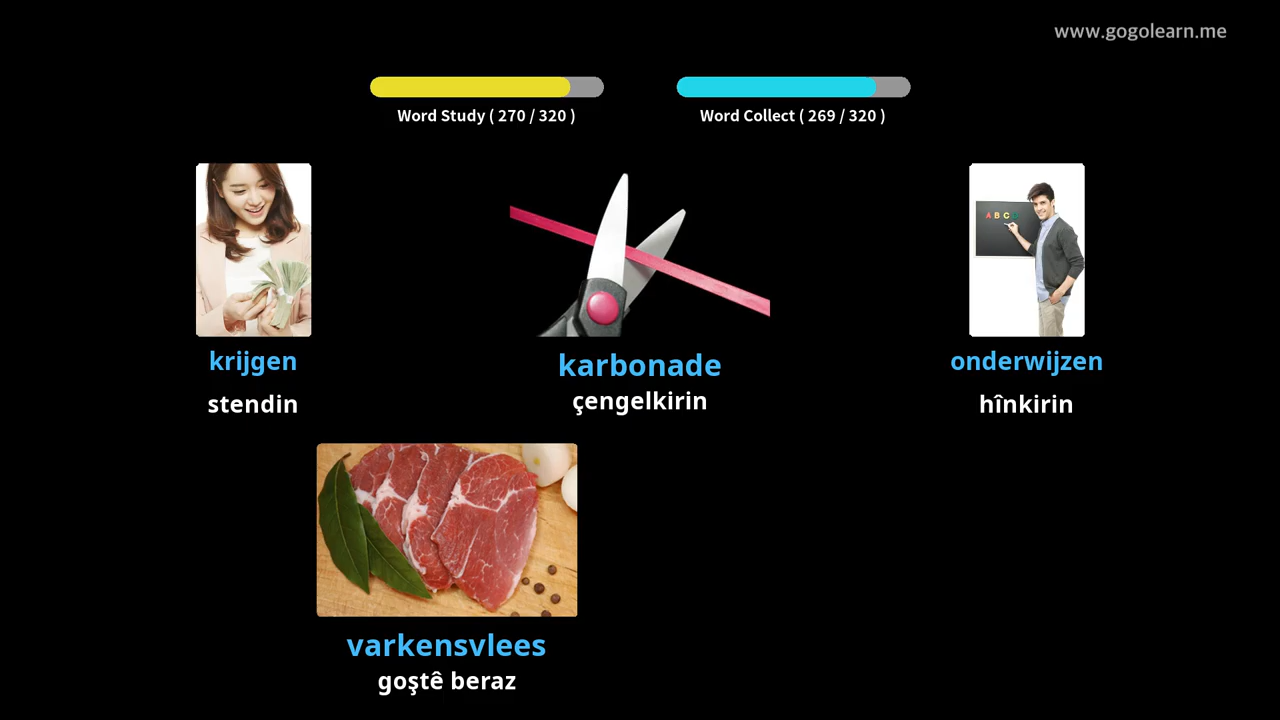 www.gogolearn.me
Word Study ( 270 / 320 )
Word Collect ( 269 / 320 )
A B C
krijgen
stendin
karbonade
çengelkirin
onderwijzen
hînkirin
varkensvlees
goştê beraz